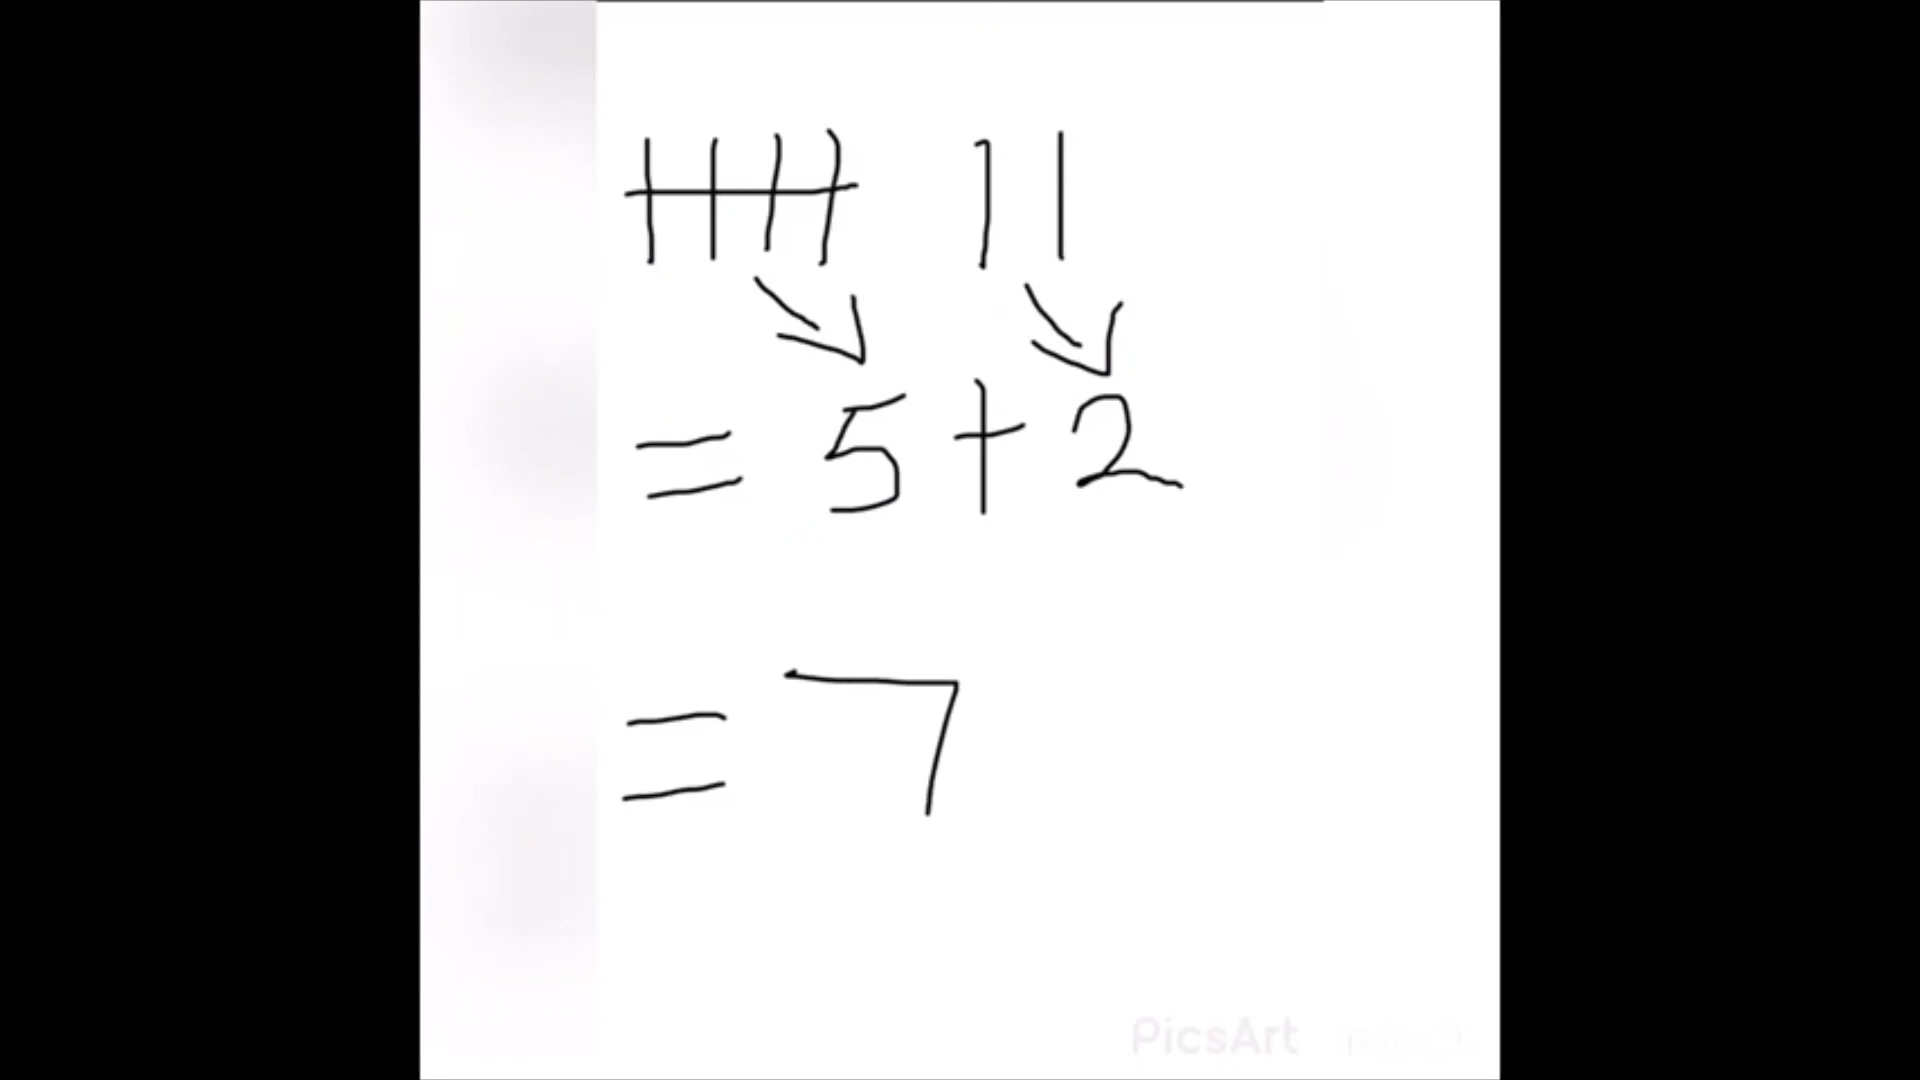 𝍸 ||
= 5 + 2
= 7
PicsArt